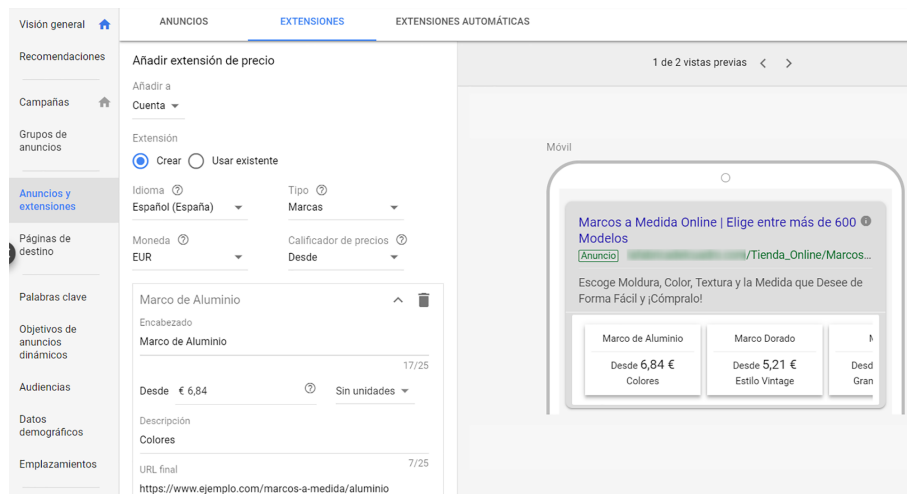 Visión general
Recomendaciones
Campañas
Grupos de
anuncios
Anuncios y
extensiones
Páginas de
destino
Palabras clave
Objetivos de
anuncios
dinámicos
Audiencias
Datos
demográficos
Emplazamientos
ANUNCIOS
EXTENSIONES
EXTENSIONES AUTOMÁTICAS
Añadir extensión de precio
Añadir a
Cuenta
Extensión
Crear
Usar existente
Idioma
Tipo
Español (España)
Marcas
Moneda
Calificador de precios
EUR
Desde
Marco de Aluminio
Encabezado
Marco de Aluminio
17/25
Desde € 6,84
Sin unidades
Descripción
Colores
7/25
URL final
https://www.ejemplo.com/marcos-a-medida/aluminio
1 de 2 vistas previas
Móvil
Marcos a Medida Online | Elige entre más de 600
Modelos
Anuncio /Tienda_Online/Marcos...
Escoge Moldura, Color, Textura y la Medida que Desee de
Forma Fácil y ¡Cómpralo!
Marco de Aluminio
Desde 6,84 €
Colores
Marco Dorado
Desde 5,21 €
Estilo Vintage